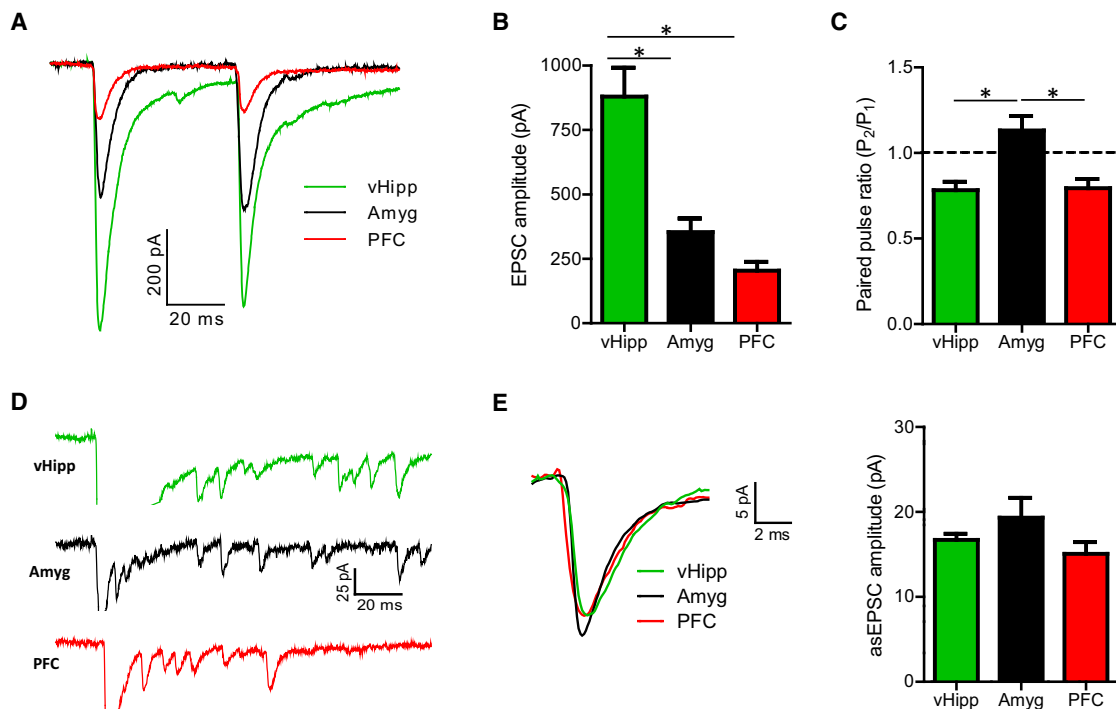 A
200 pA
20 ms
vHipp
Amyg
PFC
B
EPSC amplitude (pA)
1000
750
500
250
0
*
*
vHipp
Amyg
PFC
C
Paired pulse ratio (P₂/P₁)
1.5
1.0
0.5
0.0
*
*
vHipp
Amyg
PFC
D
vHipp
Amyg
PFC
25 pA
20 ms
E
5 pA
2 ms
vHipp
Amyg
PFC
asEPSC amplitude (pA)
30
20
10
0
vHipp
Amyg
PFC